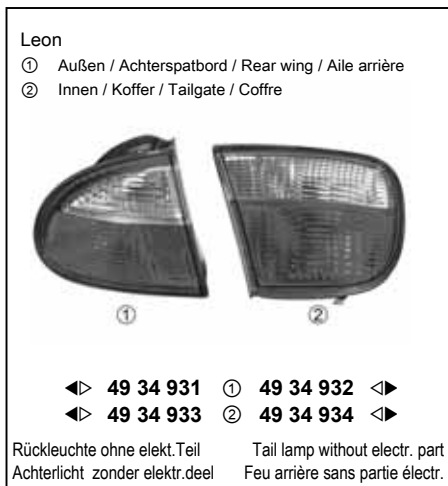 Leon
① Außen / Achterspatbord / Rear wing / Aile arrière
② Innen / Koffer / Tailgate / Coffre
① ②
◀▷ 49 34 931 ① 49 34 932 ◁▶
◀▷ 49 34 933 ② 49 34 934 ◁▶
Rückleuchte ohne elekt.Teil Tail lamp without electr. part
Achterlicht zonder elektr.deel Feu arrière sans partie électr.